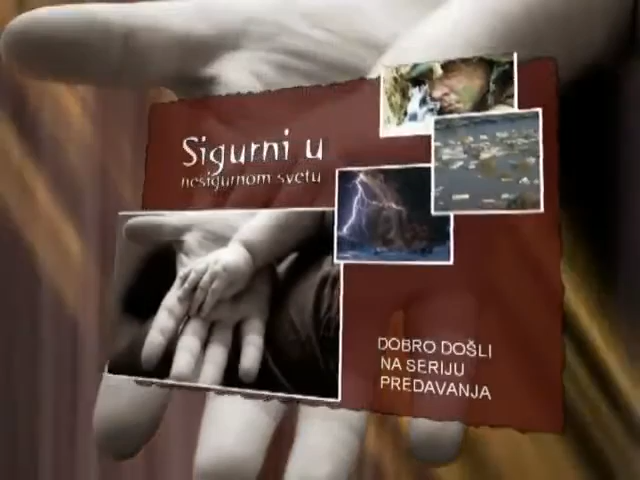 Sigurni u
nesigurnom svetu
DOBRO DOŠLI
NA SERIJU
PREDAVANJA